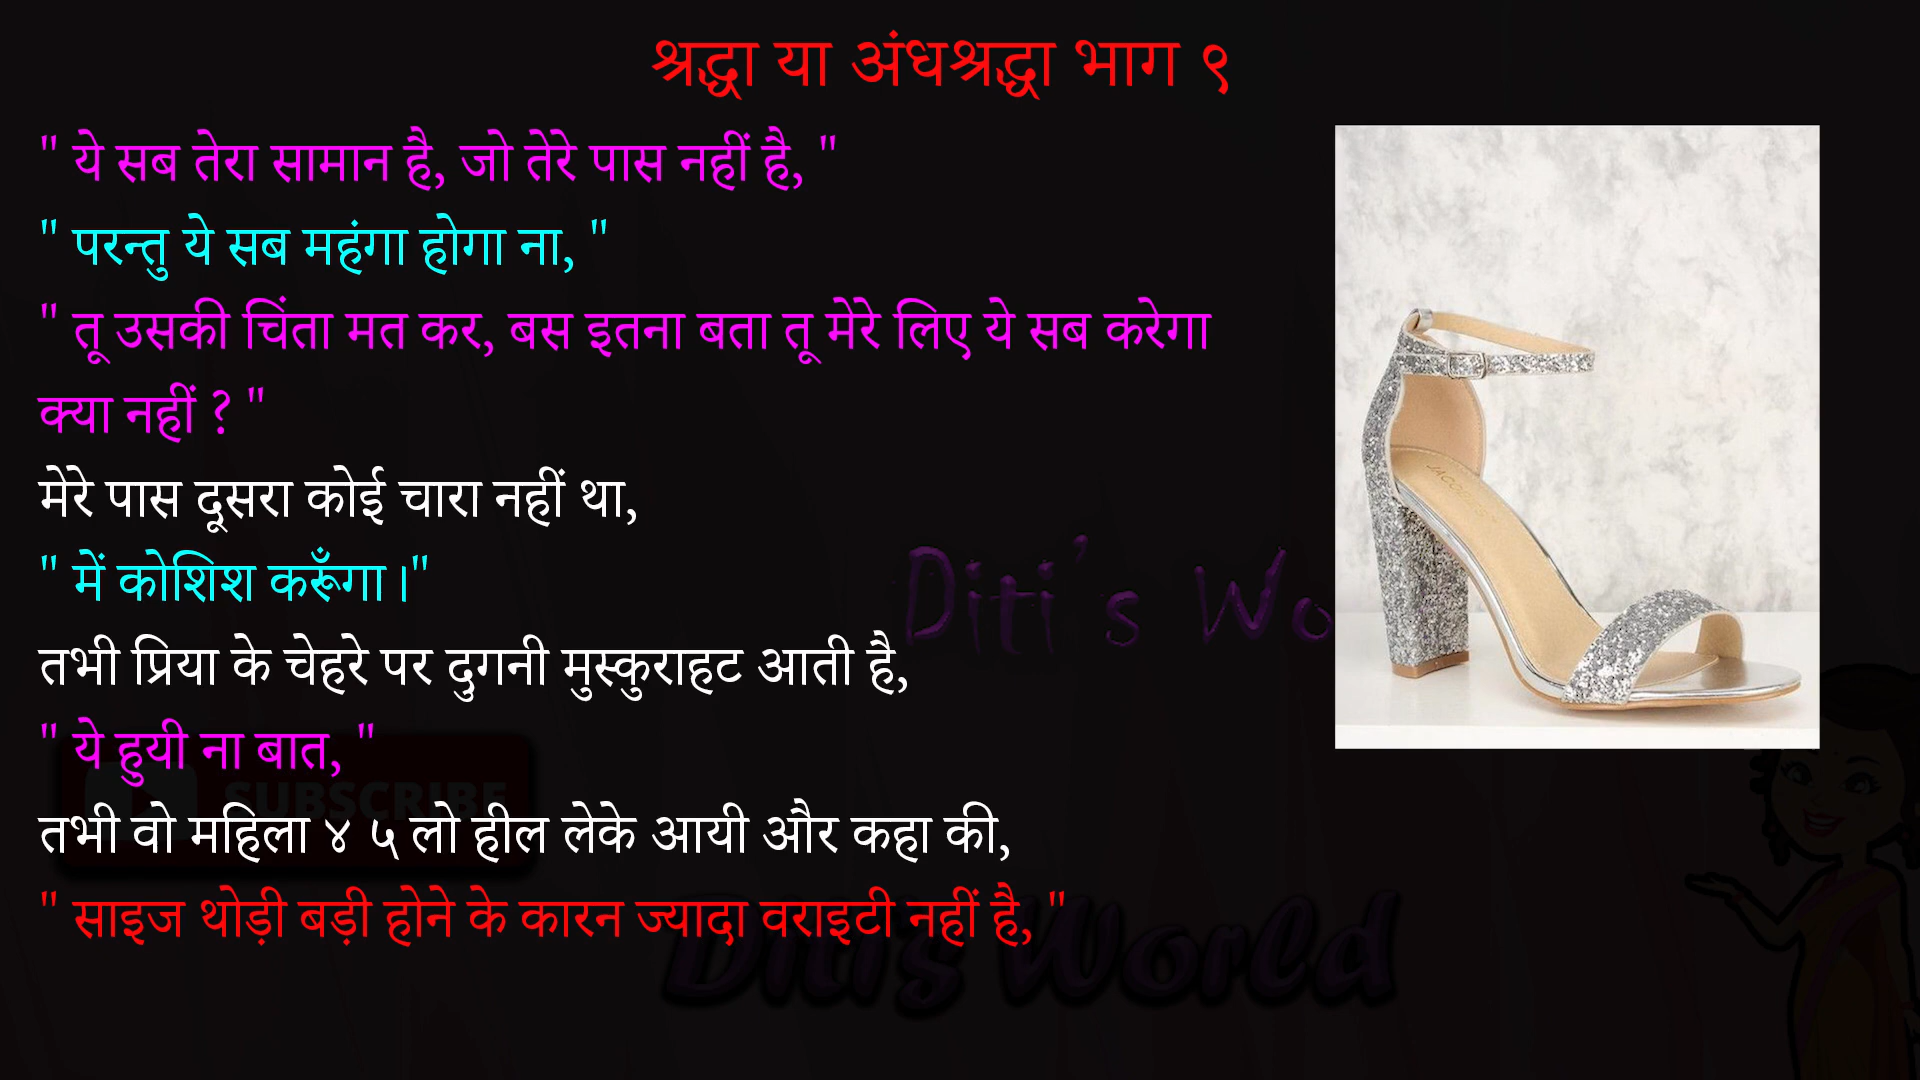 श्रद्धा या अंधश्रद्धा भाग ९
" ये सब तेरा सामान है, जो तेरे पास नहीं है, "
" परन्तु ये सब महंगा होगा ना, "
" तू उसकी चिंता मत कर, बस इतना बता तू मेरे लिए ये सब करेगा
क्या नहीं ? "
मेरे पास दूसरा कोई चारा नहीं था,
" में कोशिश करूँगा।"
तभी प्रिया के चेहरे पर दुगनी मुस्कुराहट आती है,
" ये हुयी ना बात, "
तभी वो महिला ४ ५ लो हील लेके आयी और कहा की,
" साइज थोड़ी बड़ी होने के कारन ज्यादा वराइटी नहीं है, "
Diti's Wo
SUBSCRIBE
Diti's World